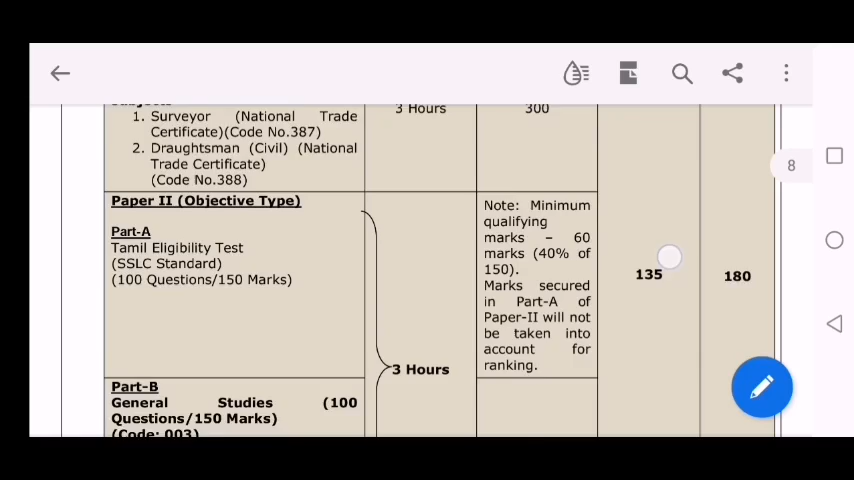 Subjects
1. Surveyor (National Trade
Certificate)(Code No.387)
2. Draughtsman (Civil) (National
Trade Certificate)
(Code No.388)
3 Hours
300
Paper II (Objective Type)
Part-A
Tamil Eligibility Test
(SSLC Standard)
(100 Questions/150 Marks)
Note: Minimum
qualifying
marks – 60
marks (40% of
150).
Marks secured
in Part-A of
Paper-II will not
be taken into
account for
ranking.
3 Hours
135
180
8
Part-B
General Studies (100
Questions/150 Marks)
(Code: 003)